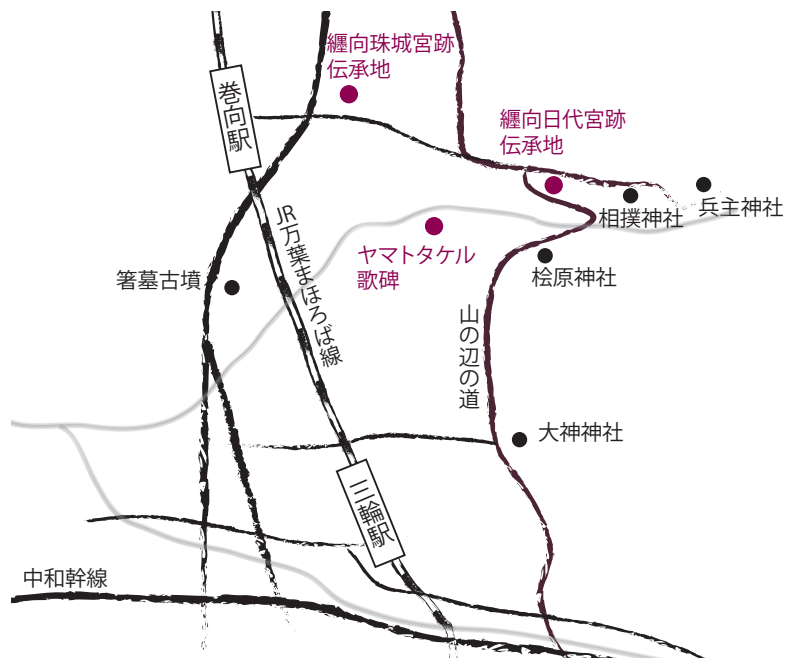 纒向珠城宮跡
伝承地
巻向駅
纒向日代宮跡
伝承地
相撲神社
兵主神社
JR万葉まほろば線
ヤマトタケル
歌碑
箸墓古墳
桧原神社
山の辺の道
大神神社
三輪駅
中和幹線